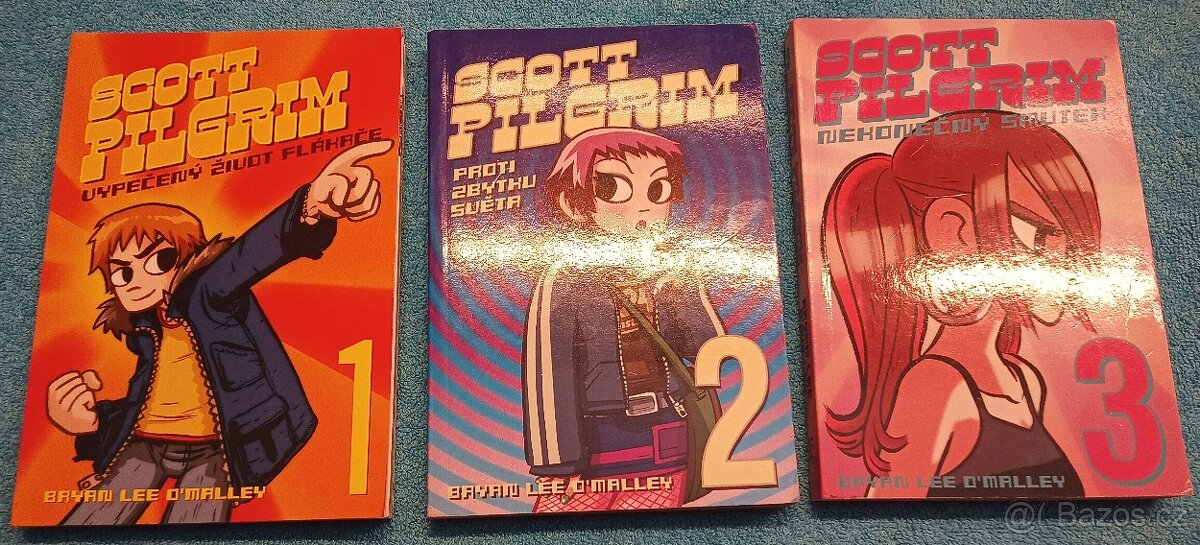 SCOTT
PILGRIM
VYPEČENÝ ŽIVOT FLÁKAČE
1
BRYAN LEE O'MALLEY
SCOTT
PILGRIM
PROTI
ZBYTKU
SVĚTA
2
BRYAN LEE O'MALLEY
SCOTT
PILGRIM
NEKONEČNÝ SMUTEK
3
BRYAN LEE O'MALLEY
@( Bazos.cz